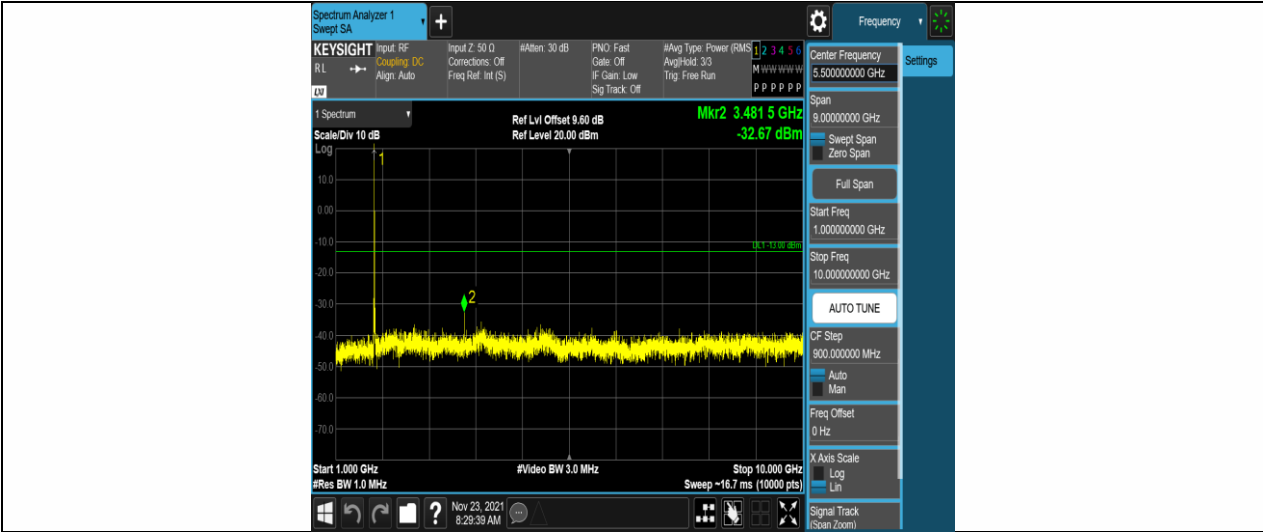 Spectrum Analyzer 1
Swept SA
Frequency
KEYSIGHT
RL
LXI
Input: RF
Coupling: DC
Align: Auto
Input Z: 50 Ω
Corrections: Off
Freq Ref: Int (S)
#Atten: 30 dB
PNO: Fast
Gate: Off
IF Gain: Low
Sig Track: Off
#Avg Type: Power (RMS
Avg|Hold: 3/3
Trig: Free Run
1 2 3 4 5 6
M W W W W W
P P P P P P
1 Spectrum
Scale/Div 10 dB
Log
Ref Lvl Offset 9.60 dB
Ref Level 20.00 dBm
Mkr2 3.481 5 GHz
-32.67 dBm
1
10.0
0.00
-10.0
DL1 -13.00 dBm
-20.0
-30.0
2
-40.0
-50.0
-60.0
-70.0
Start 1.000 GHz
#Video BW 3.0 MHz
Stop 10.000 GHz
#Res BW 1.0 MHz
Sweep ~16.7 ms (10000 pts)
?
Nov 23, 2021
8:29:39 AM
Center Frequency
5.500000000 GHz
Settings
Span
9.00000000 GHz
Swept Span
Zero Span
Full Span
Start Freq
1.000000000 GHz
Stop Freq
10.000000000 GHz
AUTO TUNE
CF Step
900.000000 MHz
Auto
Man
Freq Offset
0 Hz
X Axis Scale
Log
Lin
Signal Track
(Span Zoom)